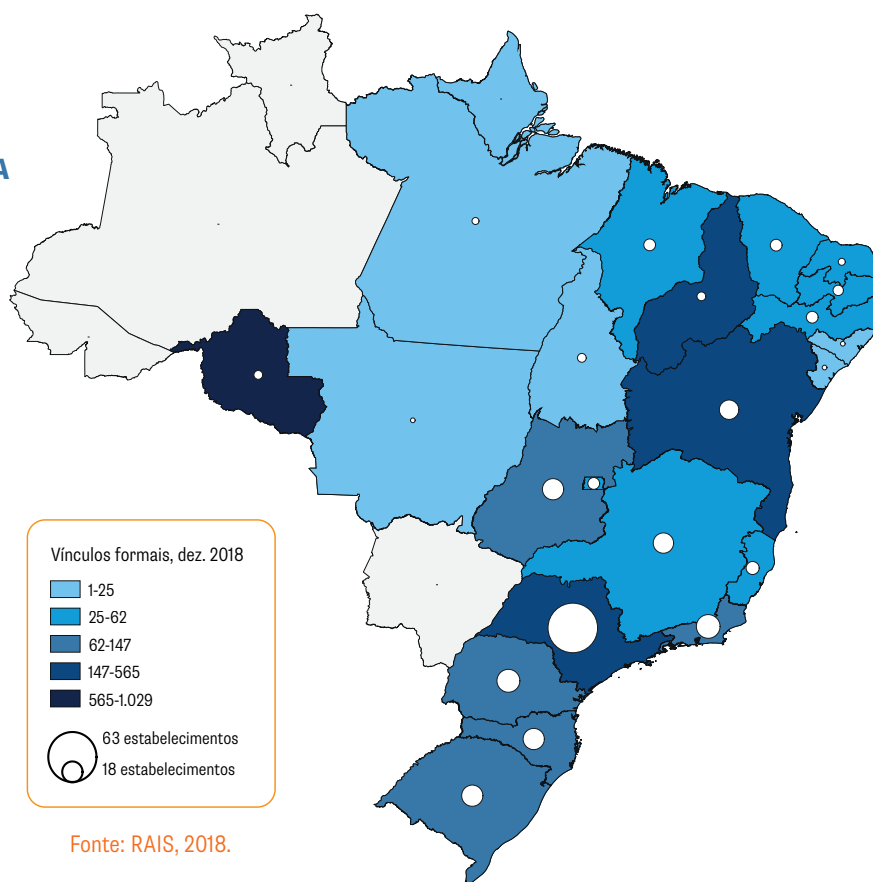 A
Vínculos formais, dez. 2018
1-25
25-62
62-147
147-565
565-1.029
63 estabelecimentos
18 estabelecimentos
Fonte: RAIS, 2018.